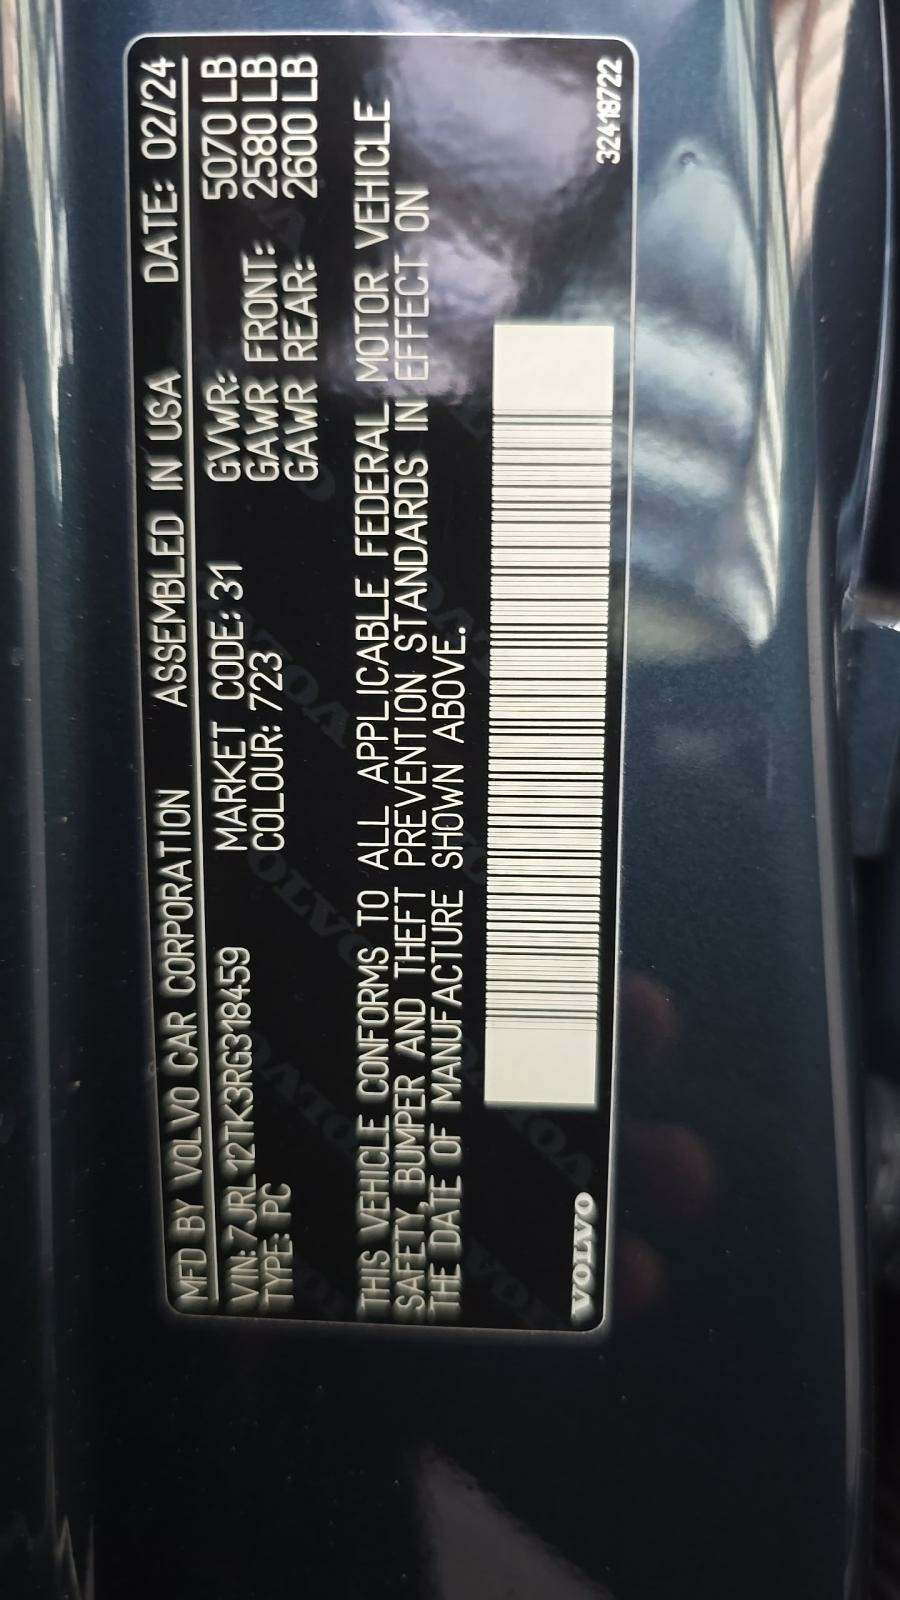 MFD BY VOLVO CAR CORPORATION ASSEMBLED IN USA DATE: 02/24
VIN: 7JRL12TK3RG318459 MARKET CODE: 31 GVWR: 5070 LB
TYPE: PC COLOUR: 723 GAWR FRONT: 2580 LB
GAWR REAR: 2600 LB
THIS VEHICLE CONFORMS TO ALL APPLICABLE FEDERAL MOTOR VEHICLE
SAFETY, BUMPER AND THEFT PREVENTION STANDARDS IN EFFECT ON
THE DATE OF MANUFACTURE SHOWN ABOVE.
VOLVO 32418722